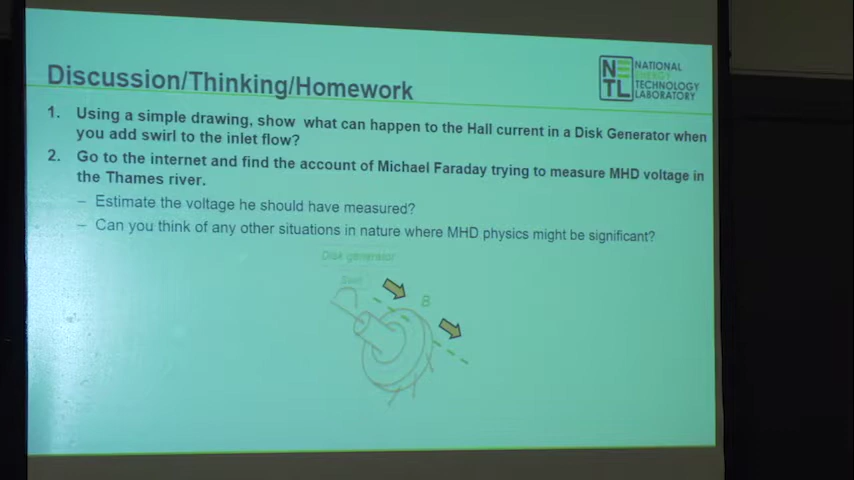 Discussion/Thinking/Homework
NATIONAL
ENERGY
TECHNOLOGY
LABORATORY
NETL
1. Using a simple drawing, show what can happen to the Hall current in a Disk Generator when
you add swirl to the inlet flow?
2. Go to the internet and find the account of Michael Faraday trying to measure MHD voltage in
the Thames river.
– Estimate the voltage he should have measured?
– Can you think of any other situations in nature where MHD physics might be significant?
Disk generator
Swirl
B